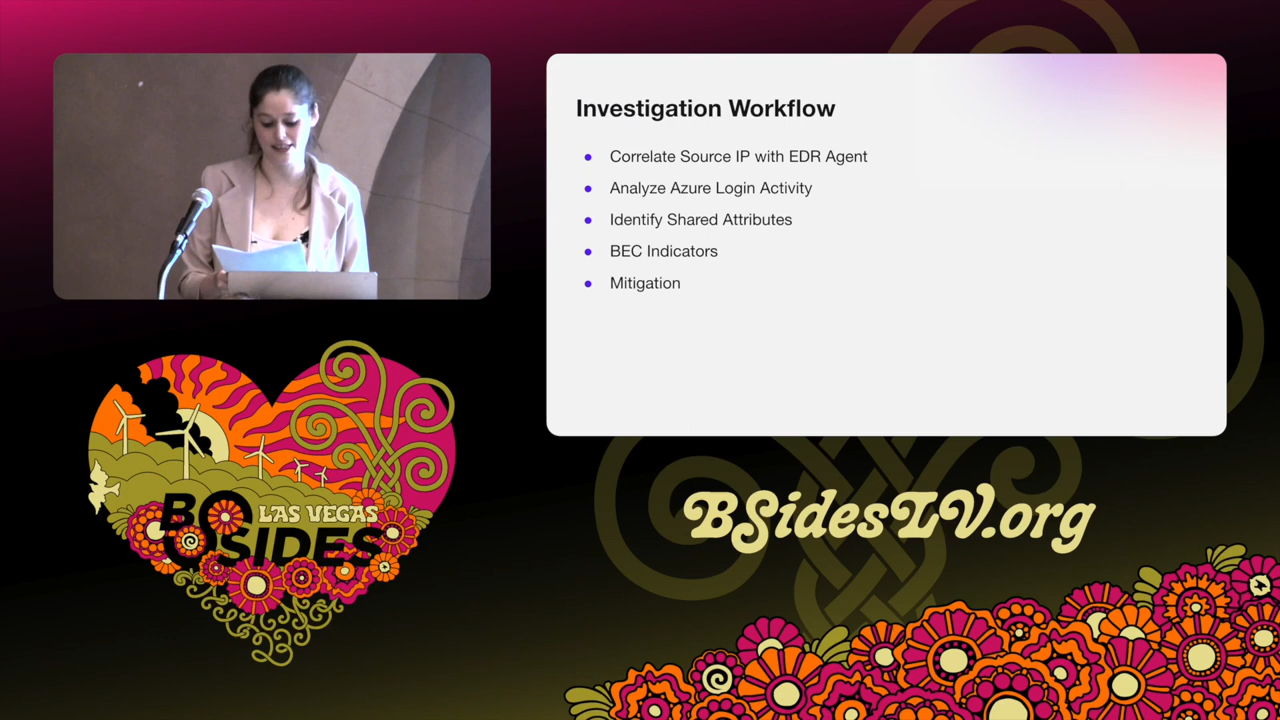 Investigation Workflow
Correlate Source IP with EDR Agent
Analyze Azure Login Activity
Identify Shared Attributes
BEC Indicators
Mitigation
LAS VEGAS
BSIDES
BSidesLV.org